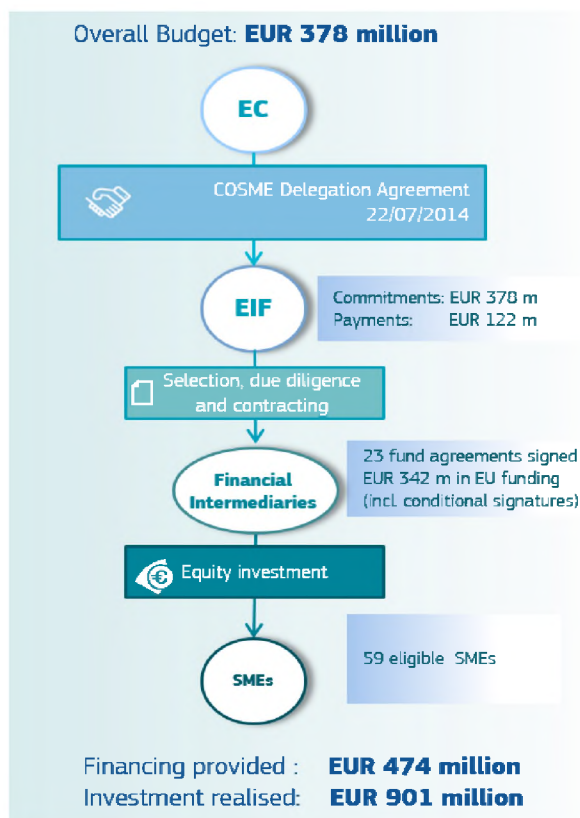 Overall Budget: EUR 378 million
EC
COSME Delegation Agreement
22/07/2014
EIF
Commitments: EUR 378 m
Payments: EUR 122 m
Selection, due diligence
and contracting
Financial
Intermediaries
23 fund agreements signed
EUR 342 m in EU funding
(incl. conditional signatures)
Equity investment
SMEs
59 eligible SMEs
Financing provided : EUR 474 million
Investment realised: EUR 901 million